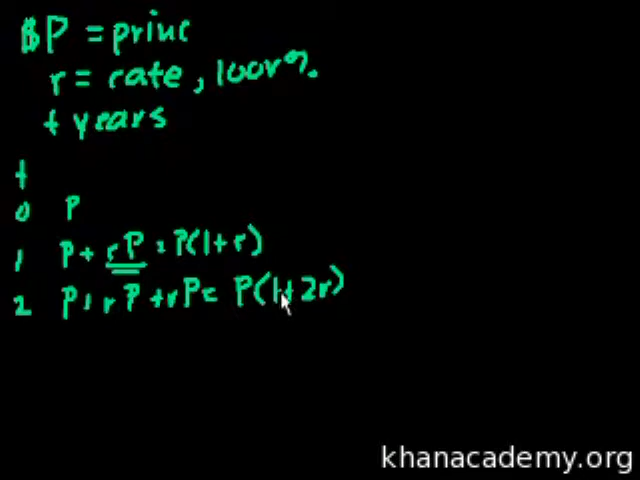 $P = princ
r = rate, 100r%
t years
t
0 P
1 P + rP = P(1+r)
2 P + rP + rP = P(1+2r)
khanacademy.org